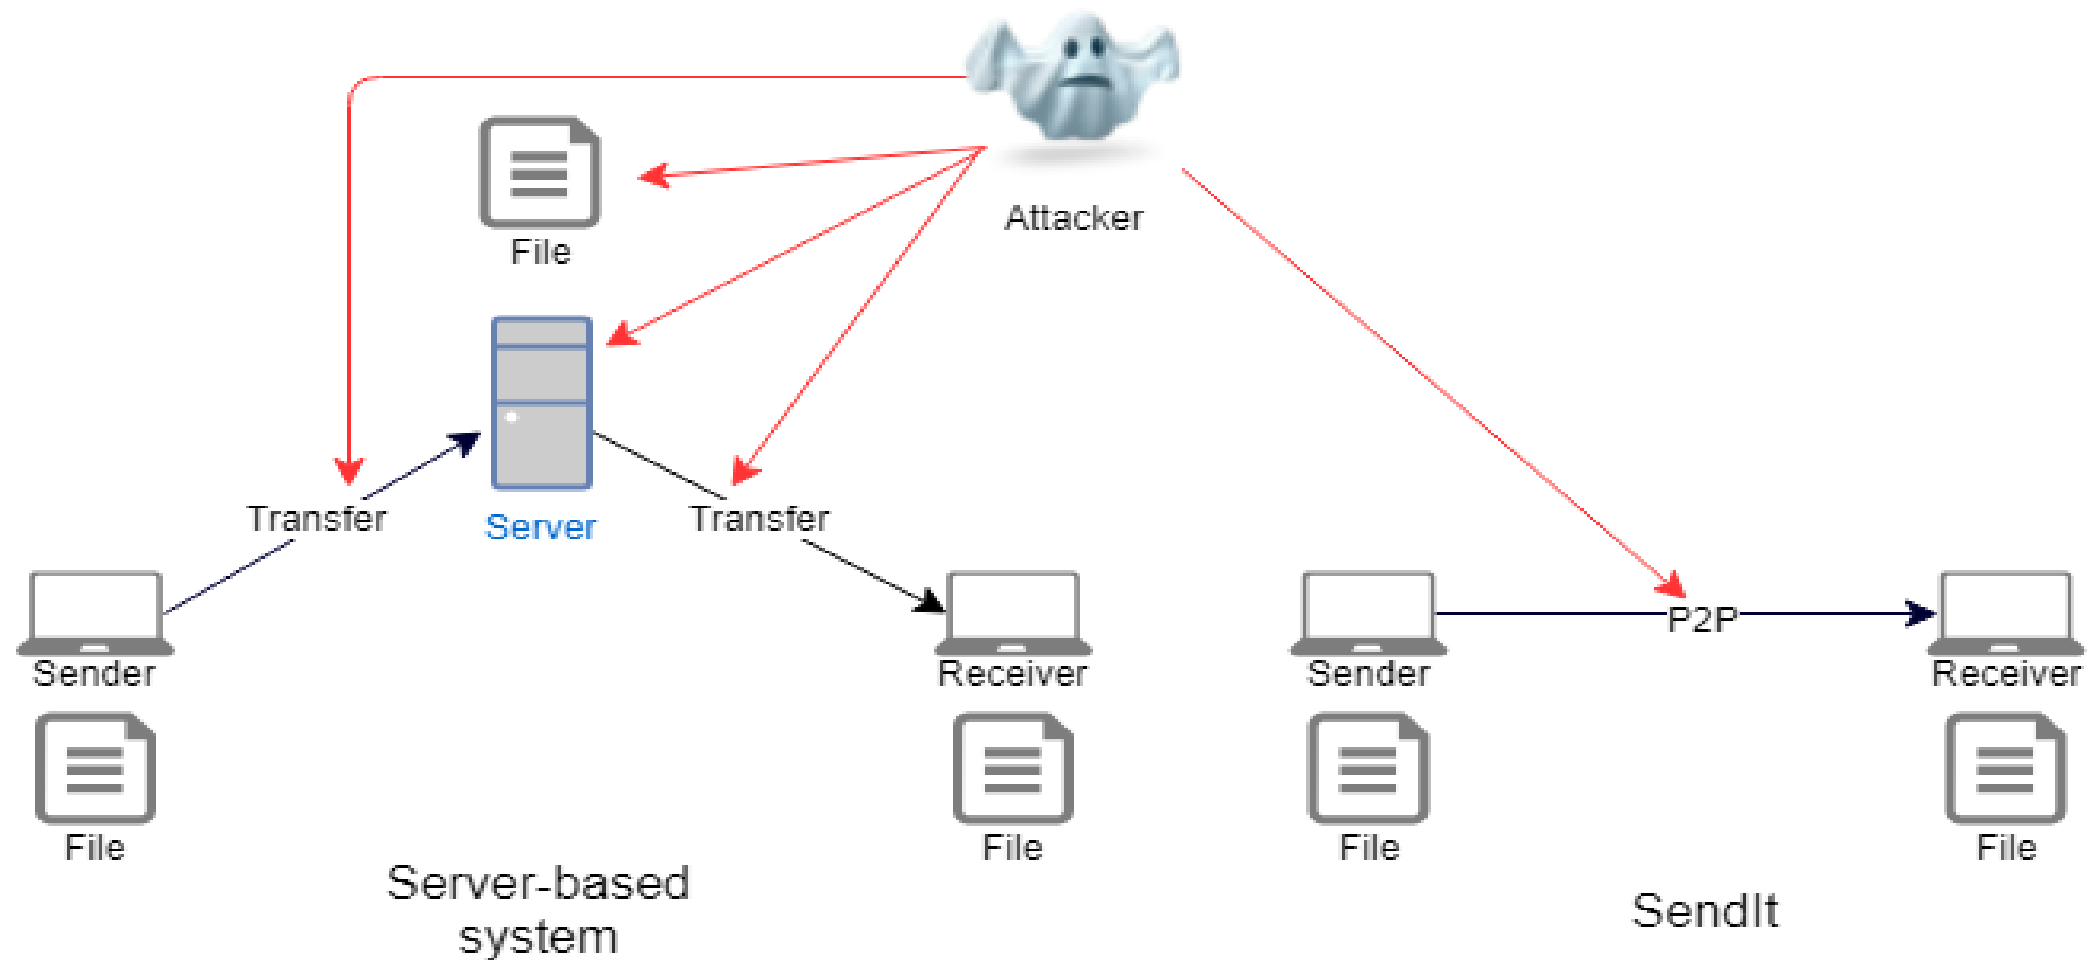 Attacker
File
Transfer
Server
Transfer
Sender
Receiver
File
File
Server-based
system
P2P
Sender
Receiver
File
File
SendIt